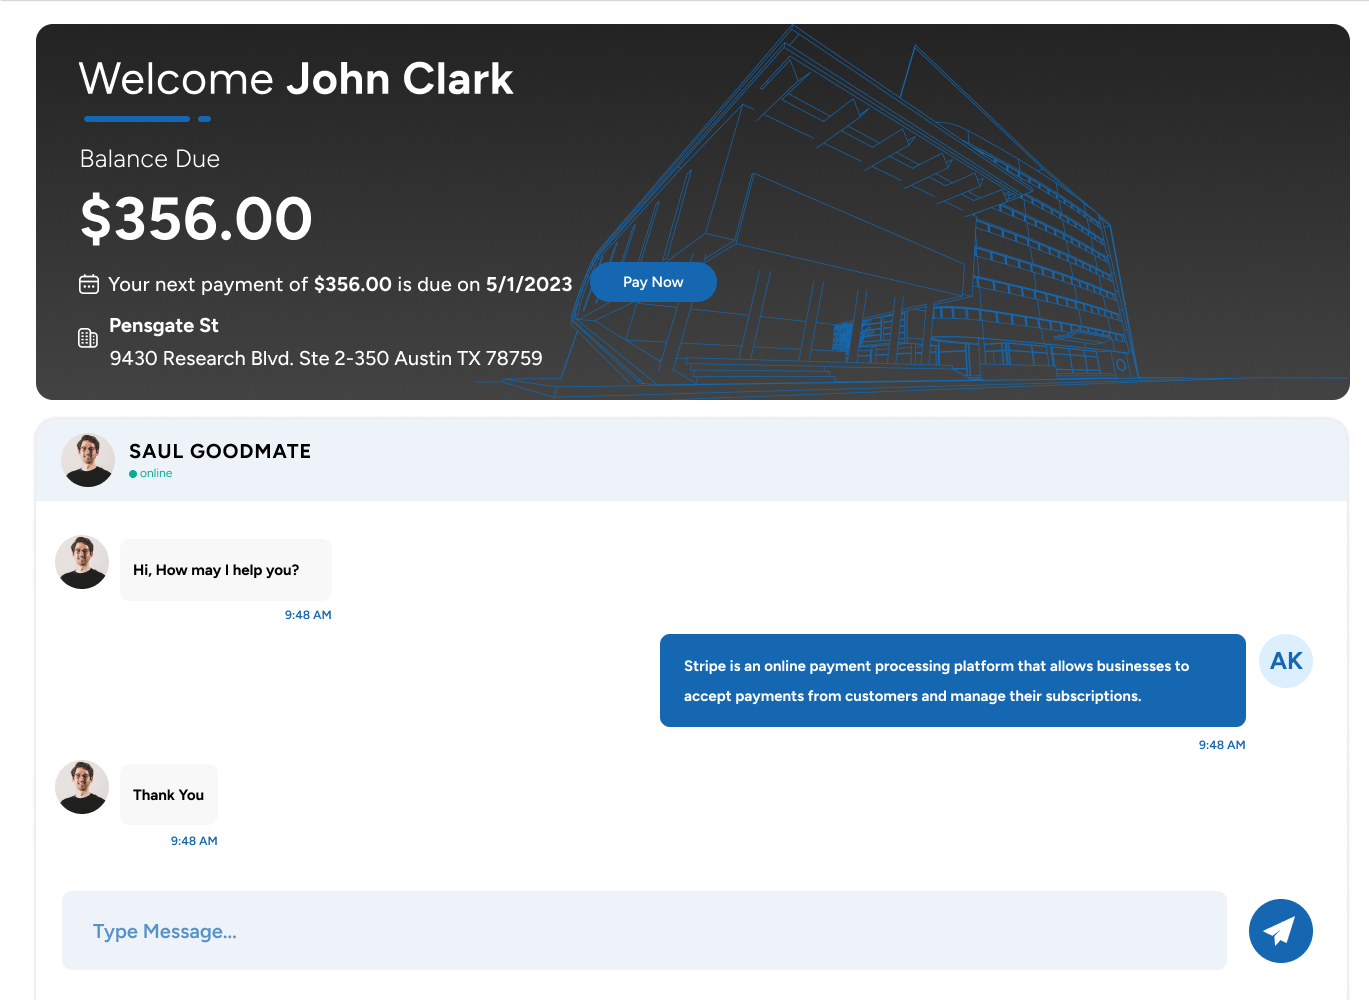 Welcome John Clark
Balance Due
$356.00
Your next payment of $356.00 is due on 5/1/2023
Pay Now
Pensgate St
9430 Research Blvd. Ste 2-350 Austin TX 78759
SAUL GOODMATE
online
Hi, How may I help you?
9:48 AM
Stripe is an online payment processing platform that allows businesses to
accept payments from customers and manage their subscriptions.
AK
9:48 AM
Thank You
9:48 AM
Type Message...